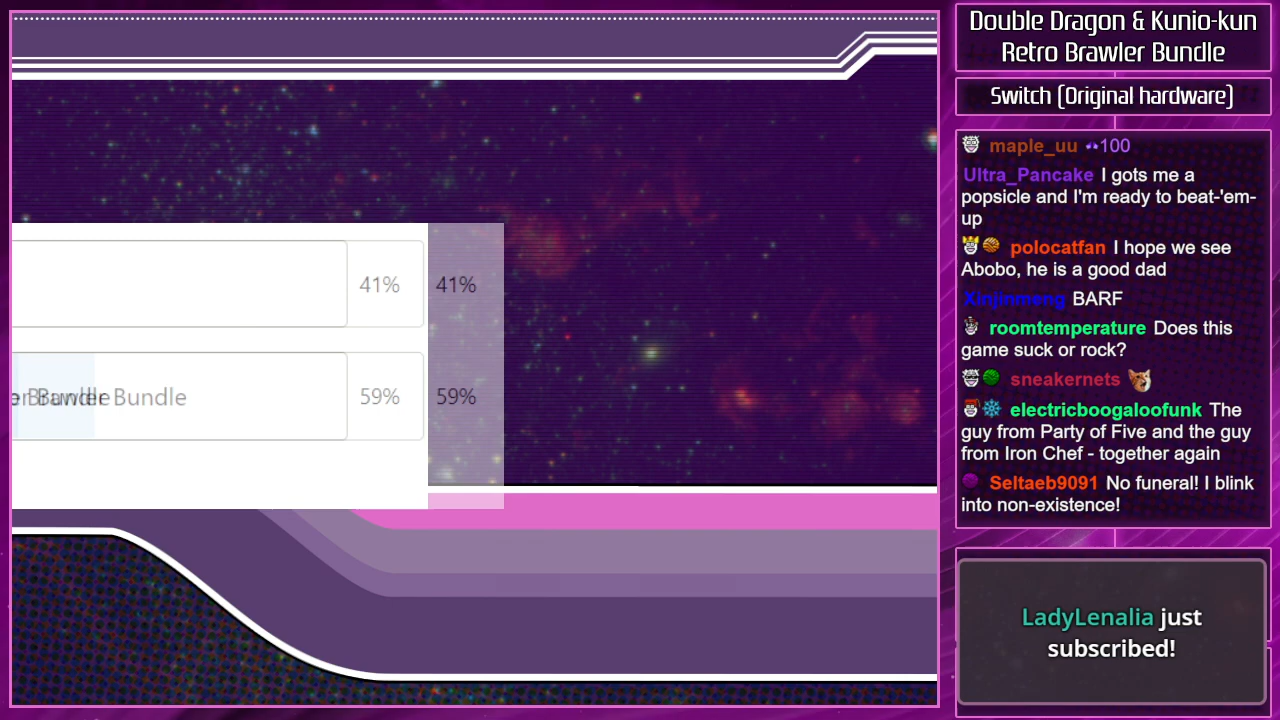 Double Dragon & Kunio-kun
Retro Brawler Bundle
Switch (Original hardware)
maple_uu 100
Ultra_Pancake I gots me a
popsicle and I'm ready to beat-'em-
up
polocatfan I hope we see
Abobo, he is a good dad
Xinjinmeng BARF
roomtemperature Does this
game suck or rock?
sneakernets
electricboogaloofunk The
guy from Party of Five and the guy
from Iron Chef - together again
Seltaeb9091 No funeral! I blink
into non-existence!
LadyLenalia just
subscribed!
41% 41%
Bundle 59% 59%